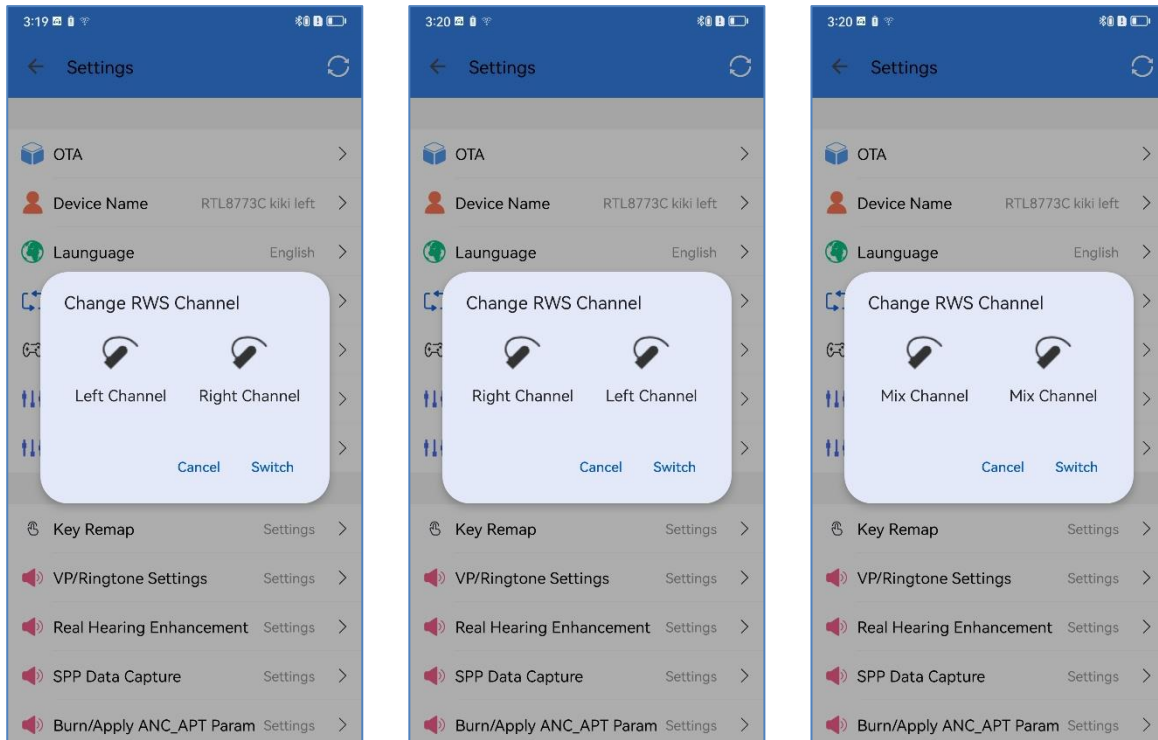 3:19
Settings
OTA
Device Name RTL8773C kiki left
Launguage English
Change RWS Channel
Left Channel Right Channel
Cancel Switch
Key Remap Settings
VP/Ringtone Settings Settings
Real Hearing Enhancement Settings
SPP Data Capture Settings
Burn/Apply ANC_APT Param Settings
3:20
Settings
OTA
Device Name RTL8773C kiki left
Launguage English
Change RWS Channel
Right Channel Left Channel
Cancel Switch
Key Remap Settings
VP/Ringtone Settings Settings
Real Hearing Enhancement Settings
SPP Data Capture Settings
Burn/Apply ANC_APT Param Settings
3:20
Settings
OTA
Device Name RTL8773C kiki left
Launguage English
Change RWS Channel
Mix Channel Mix Channel
Cancel Switch
Key Remap Settings
VP/Ringtone Settings Settings
Real Hearing Enhancement Settings
SPP Data Capture Settings
Burn/Apply ANC_APT Param Settings